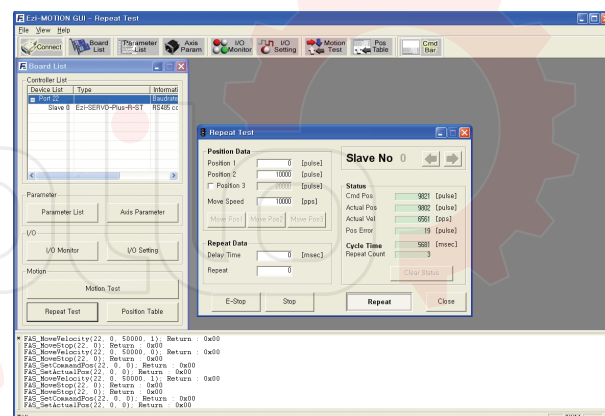 Ezi-MOTION GUI - Repeat Test
File View Help
Connect Board List Parameter List Axis Param I/O Monitor I/O Setting Motion Test Pos Table Cmd Bar
Board List
Controller List
Device List Type Informati
Port 22 Baudrate
Slave 0 Ezi-SERVO-Plus-R-ST RS485 cc
Parameter
Parameter List Axis Parameter
I/O
I/O Monitor I/O Setting
Motion
Motion Test
Repeat Test Position Table
Repeat Test
Position Data
Position 1 0 [pulse]
Position 2 10000 [pulse]
Position 3 20000 [pulse]
Move Speed 10000 [pps]
Move Pos1 Move Pos2 Move Pos3
Repeat Data
Delay Time 0 [msec]
Repeat 0
E-Stop Stop
Slave No 0
Status
Cmd Pos 9821 [pulse]
Actual Pos 9802 [pulse]
Actual Vel 6561 [pps]
Pos Error 19 [pulse]
Cycle Time 5681 [msec]
Repeat Count 3
Clear Status
Repeat Close
FAS_MoveVelocity(22, 0, 50000, 1); Return : 0x00
FAS_MoveStop(22, 0); Return : 0x00
FAS_MoveVelocity(22, 0, 50000, 1); Return : 0x00
FAS_MoveStop(22, 0); Return : 0x00
FAS_SetCommandPos(22, 0, 0); Return : 0x00
FAS_SetActualPos(22, 0, 0); Return : 0x00
FAS_MoveVelocity(22, 0, 50000, 1); Return : 0x00
FAS_MoveStop(22, 0); Return : 0x00
FAS_MoveStop(22, 0); Return : 0x00
FAS_SetCommandPos(22, 0, 0); Return : 0x00
FAS_SetActualPos(22, 0, 0); Return : 0x00